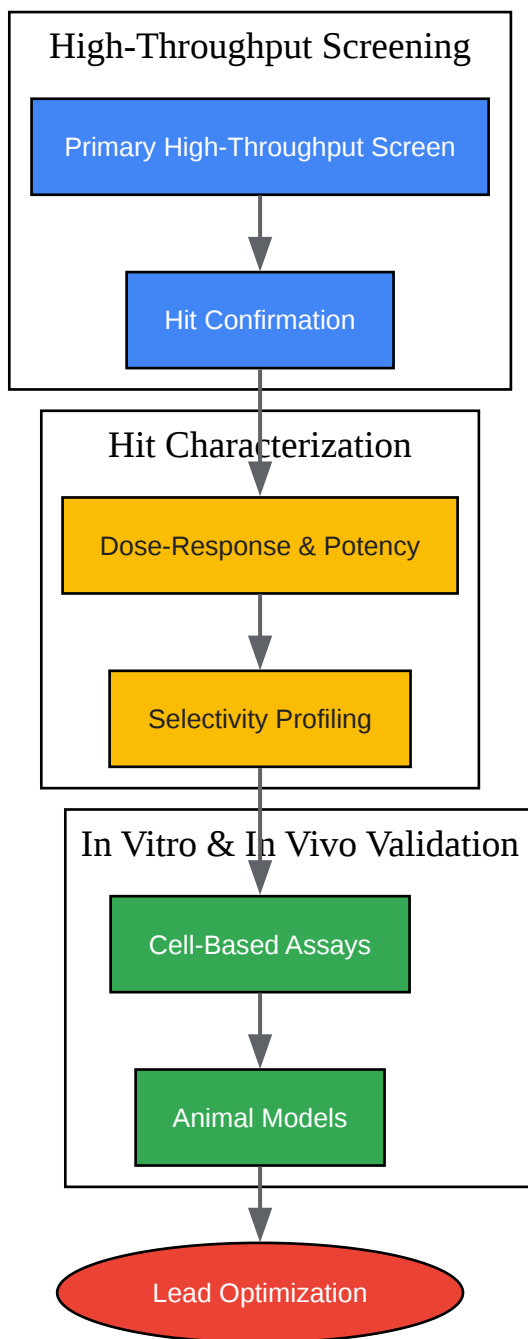 High-Throughput Screening
Primary High-Throughput Screen
Hit Confirmation
Hit Characterization
Dose-Response & Potency
Selectivity Profiling
In Vitro & In Vivo Validation
Cell-Based Assays
Animal Models
Lead Optimization